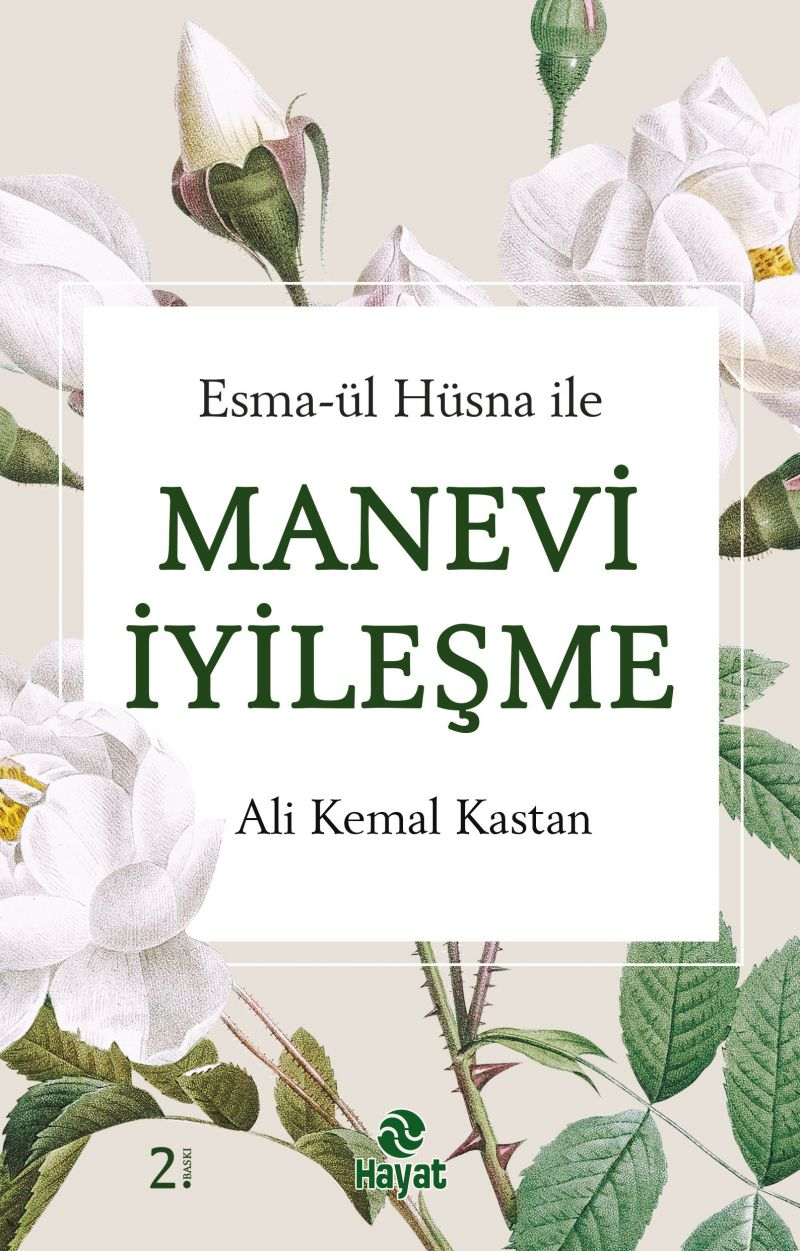 Esma-ül Hüsna ile
MANEVİ
İYİLEŞME
Ali Kemal Kastan
2. BASKI
Hayat